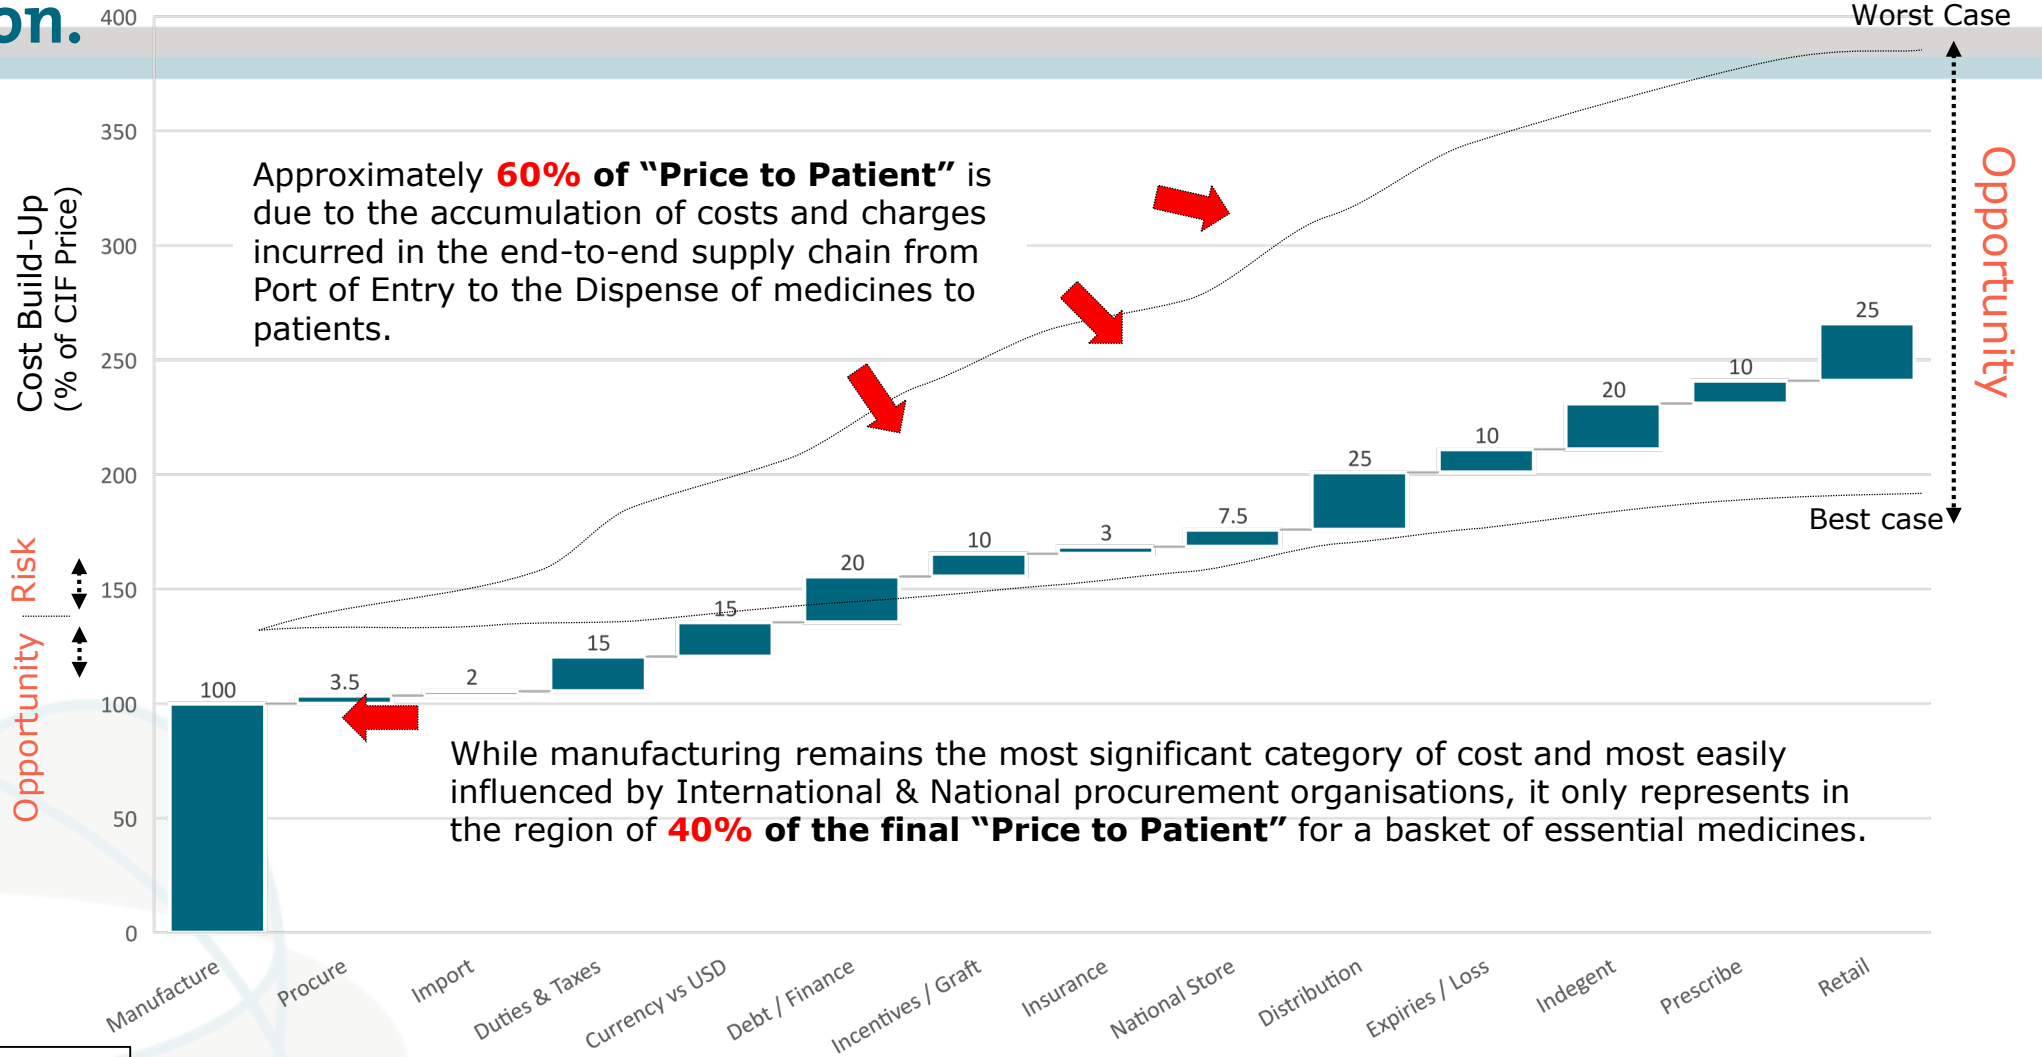 on.
Worst Case
400
350
300
250
200
150
100
50
0
Cost Build-Up
(% of CIF Price)
Risk
Opportunity
Approximately 60% of “Price to Patient” is
due to the accumulation of costs and charges
incurred in the end-to-end supply chain from
Port of Entry to the Dispense of medicines to
patients.
Opportunity
Best case
100
3.5
2
15
15
20
10
3
7.5
25
10
20
10
25
While manufacturing remains the most significant category of cost and most easily
influenced by International & National procurement organisations, it only represents in
the region of 40% of the final “Price to Patient” for a basket of essential medicines.
Manufacture
Procure
Import
Duties & Taxes
Currency vs USD
Debt / Finance
Incentives / Graft
Insurance
National Store
Distribution
Expiries / Loss
Indegent
Prescribe
Retail